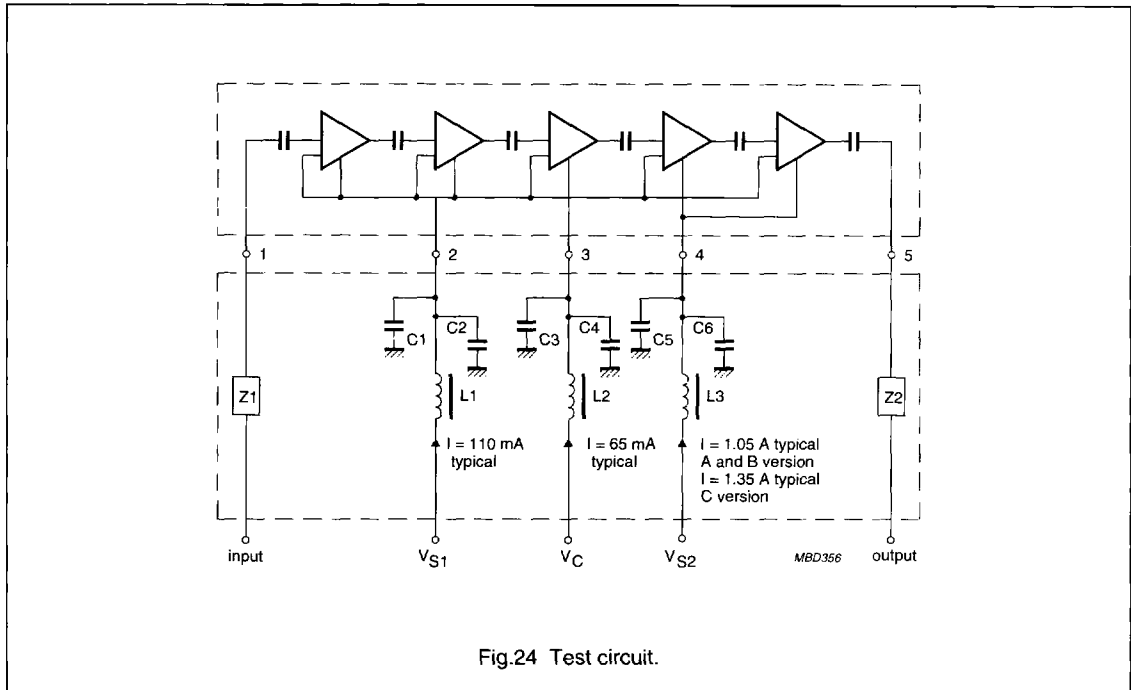 1
2
3
4
5
C1
C2
C3
C4
C5
C6
Z1
L1
L2
L3
Z2
I = 110 mA
typical
I = 65 mA
typical
I = 1.05 A typical
A and B version
I = 1.35 A typical
C version
input
VS1
VC
VS2
MBD356
output
Fig.24 Test circuit.